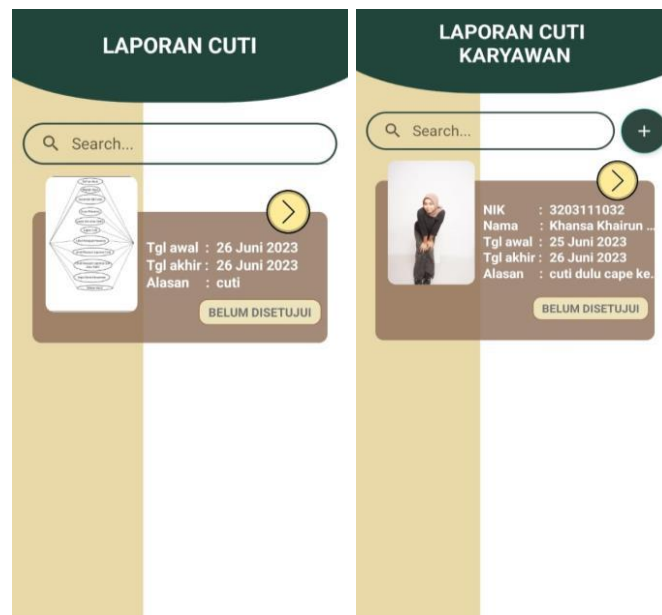 LAPORAN CUTI
Search...
Tgl awal : 26 Juni 2023
Tgl akhir : 26 Juni 2023
Alasan : cuti
BELUM DISETUJUI
LAPORAN CUTI
KARYAWAN
Search...
+
NIK : 3203111032
Nama : Khansa Khairun ...
Tgl awal : 25 Juni 2023
Tgl akhir : 26 Juni 2023
Alasan : cuti dulu cape ke..
BELUM DISETUJUI